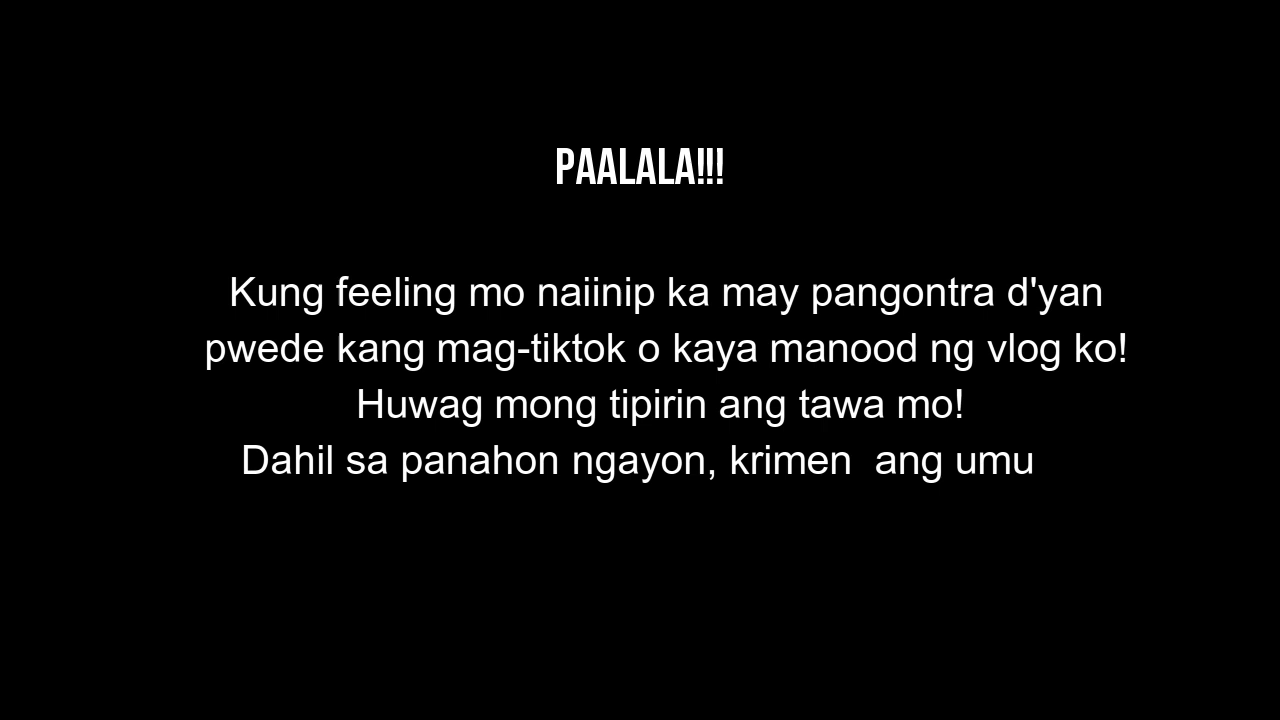 PAALALA!!!
Kung feeling mo naiinip ka may pangontra d'yan
pwede kang mag-tiktok o kaya manood ng vlog ko!
Huwag mong tipirin ang tawa mo!
Dahil sa panahon ngayon, krimen  ang umu